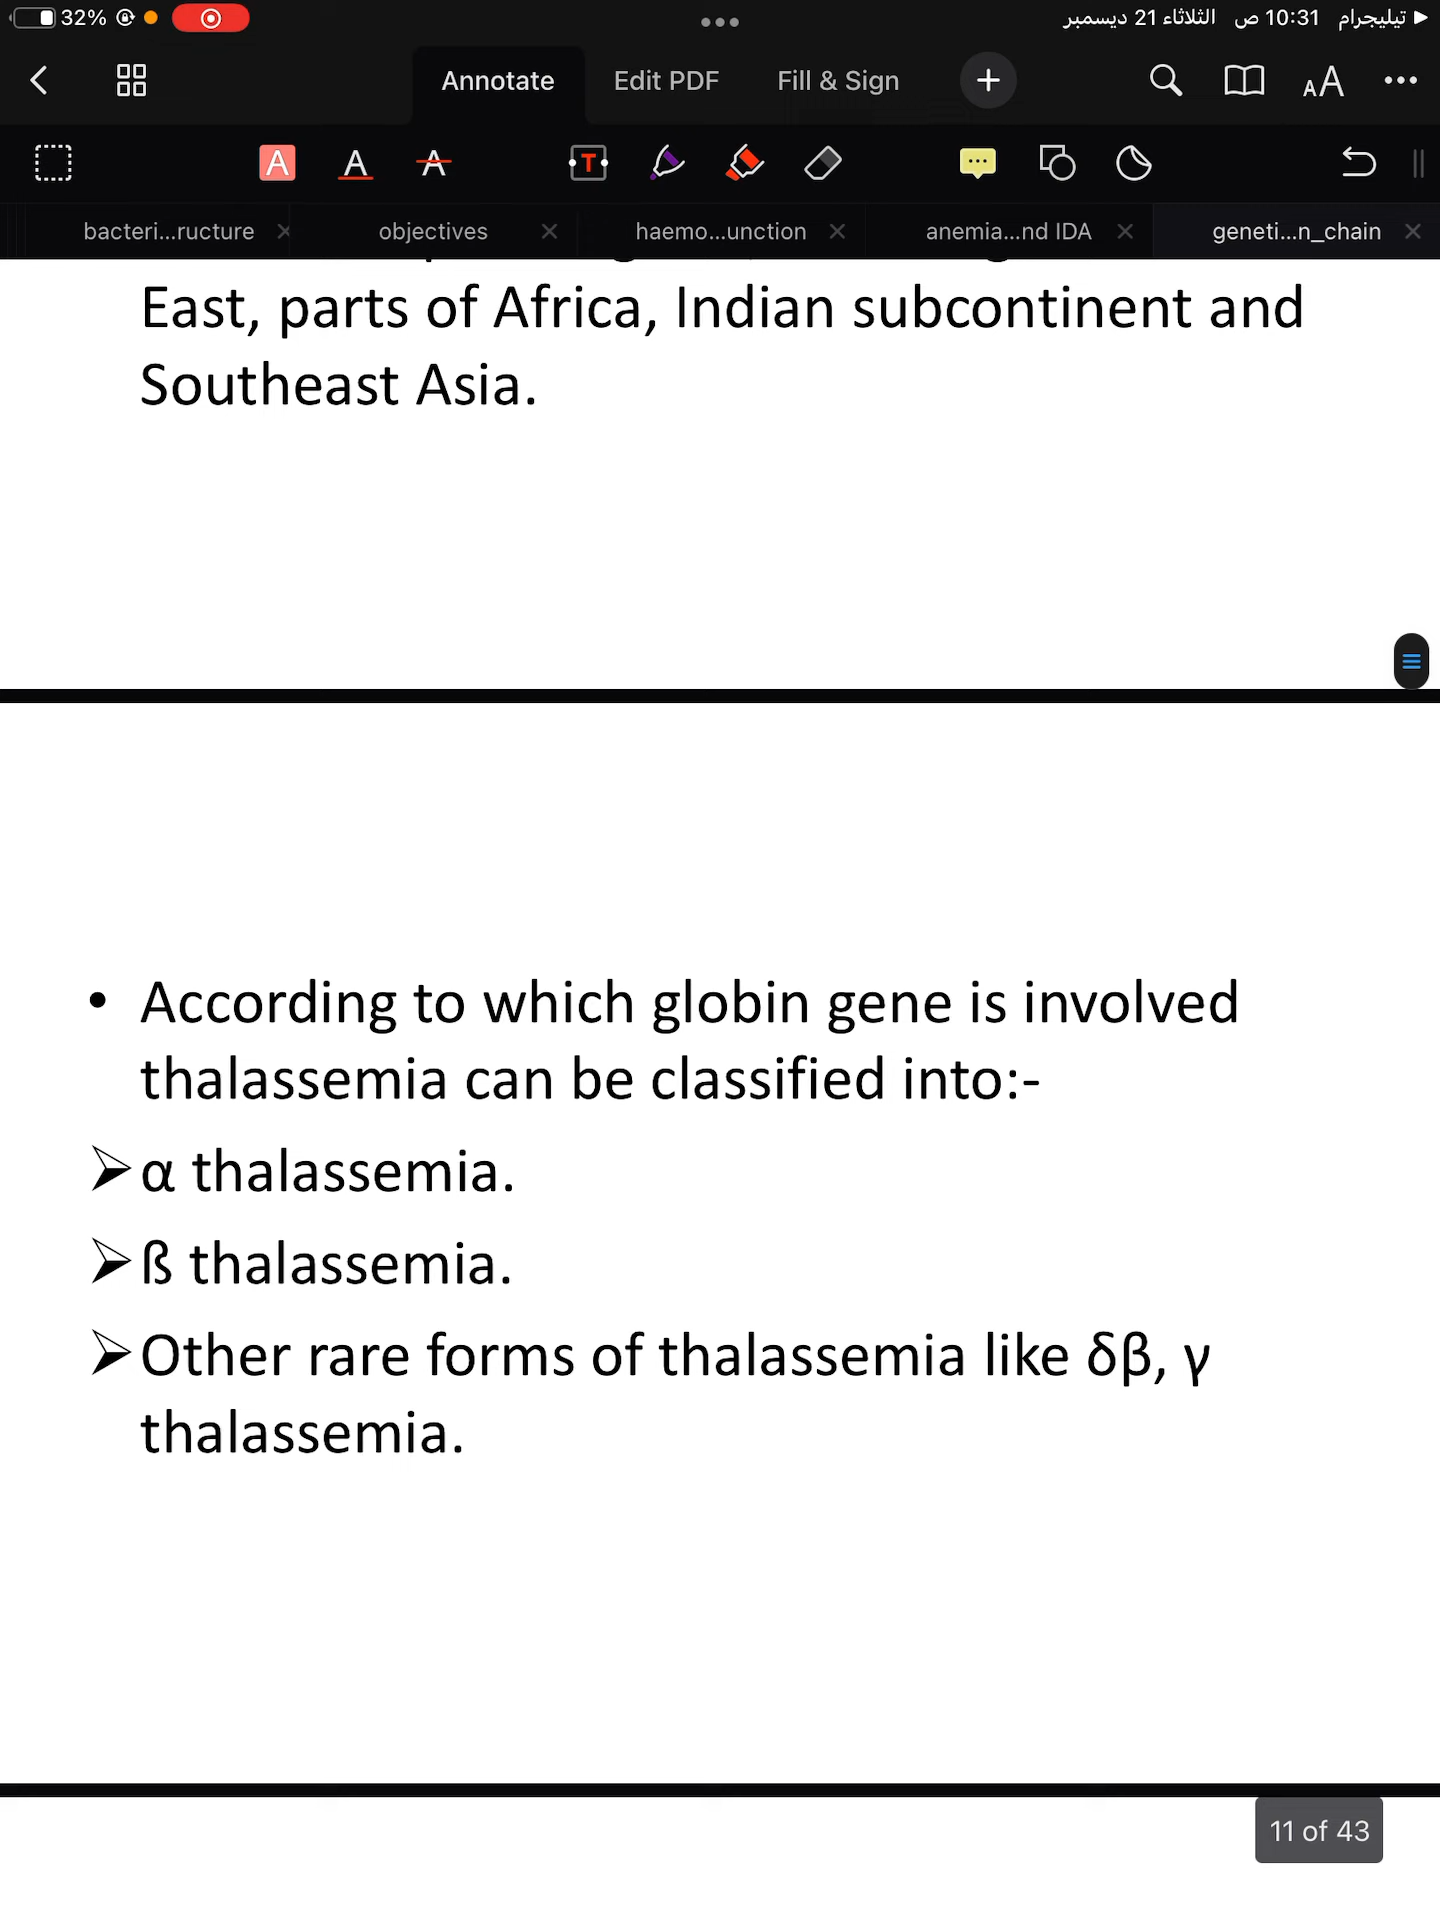 32% تيليجرام 10:31 ص الثلاثاء 21 ديسمبر
Annotate Edit PDF Fill & Sign
bacteri...ructure objectives haemo...unction anemia...nd IDA geneti...n_chain
East, parts of Africa, Indian subcontinent and
Southeast Asia.
• According to which globin gene is involved
thalassemia can be classified into:-
➢ α thalassemia.
➢ ß thalassemia.
➢ Other rare forms of thalassemia like δβ, γ
thalassemia.
11 of 43